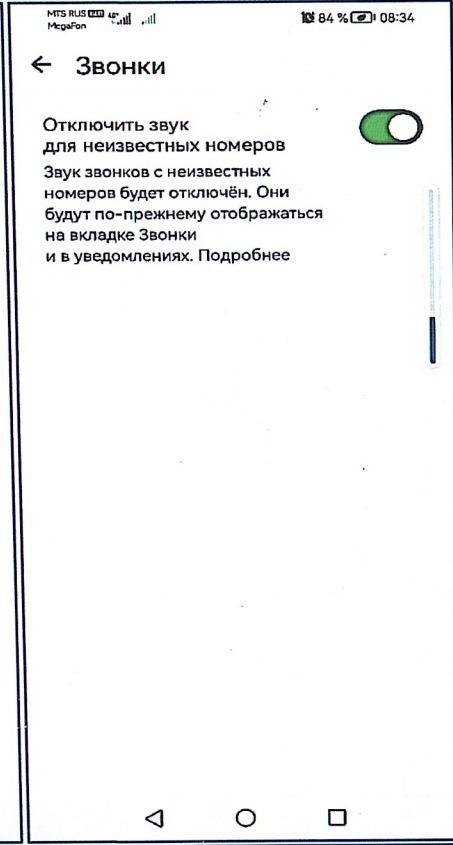 MTS RUS
MegaFon
84 % 08:34
← Звонки
Отключить звук
для неизвестных номеров
Звук звонков с неизвестных
номеров будет отключён. Они
будут по-прежнему отображаться
на вкладке Звонки
и в уведомлениях. Подробнее